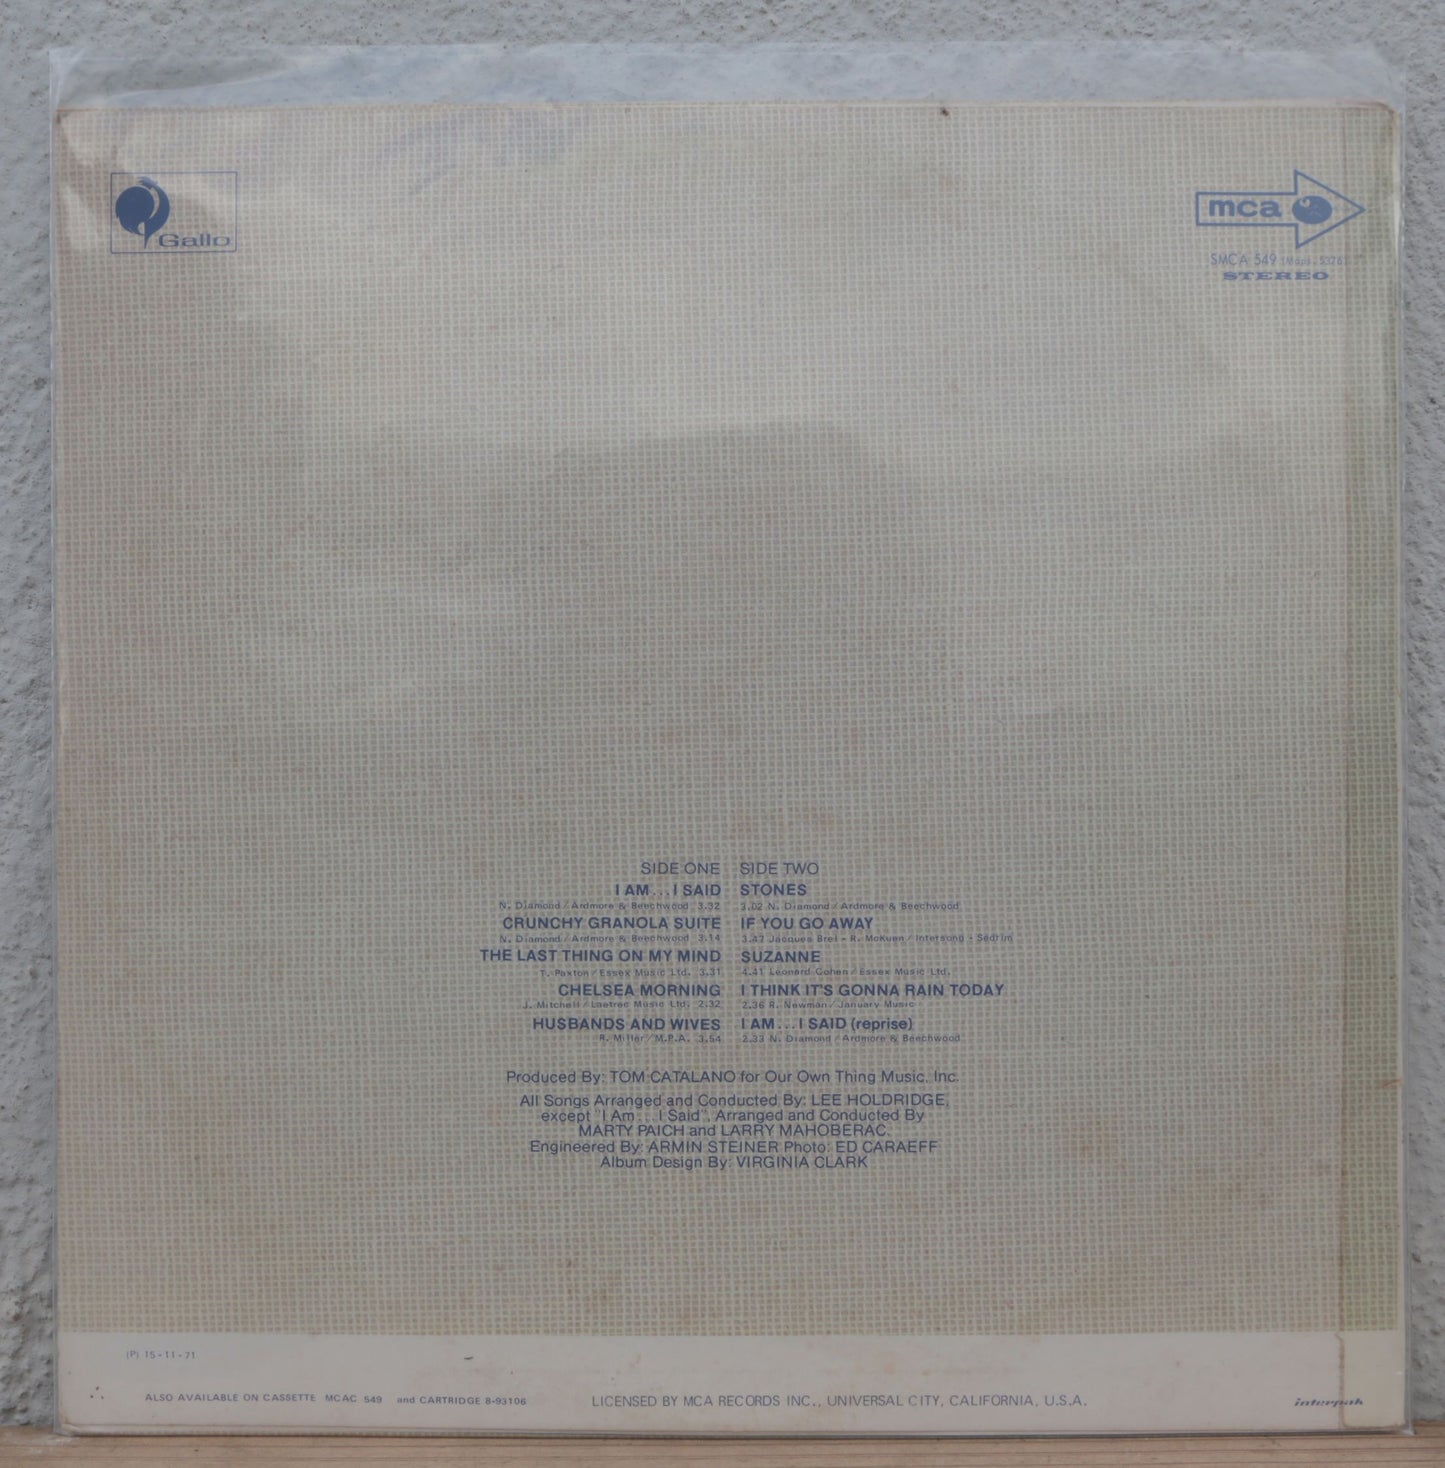 Gallo
mca
SMCA 549 (Maps. 5376)
STEREO
SIDE ONE
I AM...I SAID
N. Diamond/Ardmore & Beechwood 3.32
CRUNCHY GRANOLA SUITE
N. Diamond/Ardmore & Beechwood 3.14
THE LAST THING ON MY MIND
T. Paxton/Essex Music Ltd. 3.31
CHELSEA MORNING
J. Mitchell/Laetrec Music Ltd. 2.32
HUSBANDS AND WIVES
R. Miller/M.P.A. 3.54
SIDE TWO
STONES
3.02 N. Diamond/Ardmore & Beechwood
IF YOU GO AWAY
3.47 Jacques Brel - R. McKuen/Intersong - Sedrim
SUZANNE
4.41 Leonard Cohen/Essex Music Ltd.
I THINK IT'S GONNA RAIN TODAY
2.36 R. Newman/January Music
I AM...I SAID (reprise)
2.33 N. Diamond/Ardmore & Beechwood
Produced By: TOM CATALANO for Our Own Thing Music, Inc.
All Songs Arranged and Conducted By: LEE HOLDRIDGE,
except "I Am...I Said", Arranged and Conducted By
MARTY PAICH and LARRY MAHOBERAC.
Engineered By: ARMIN STEINER Photo: ED CARAEFF
Album Design By: VIRGINIA CLARK
(P) 15-11-71
ALSO AVAILABLE ON CASSETTE MCAC 549 and CARTRIDGE 8-93106
LICENSED BY MCA RECORDS INC., UNIVERSAL CITY, CALIFORNIA, U.S.A.
interpak